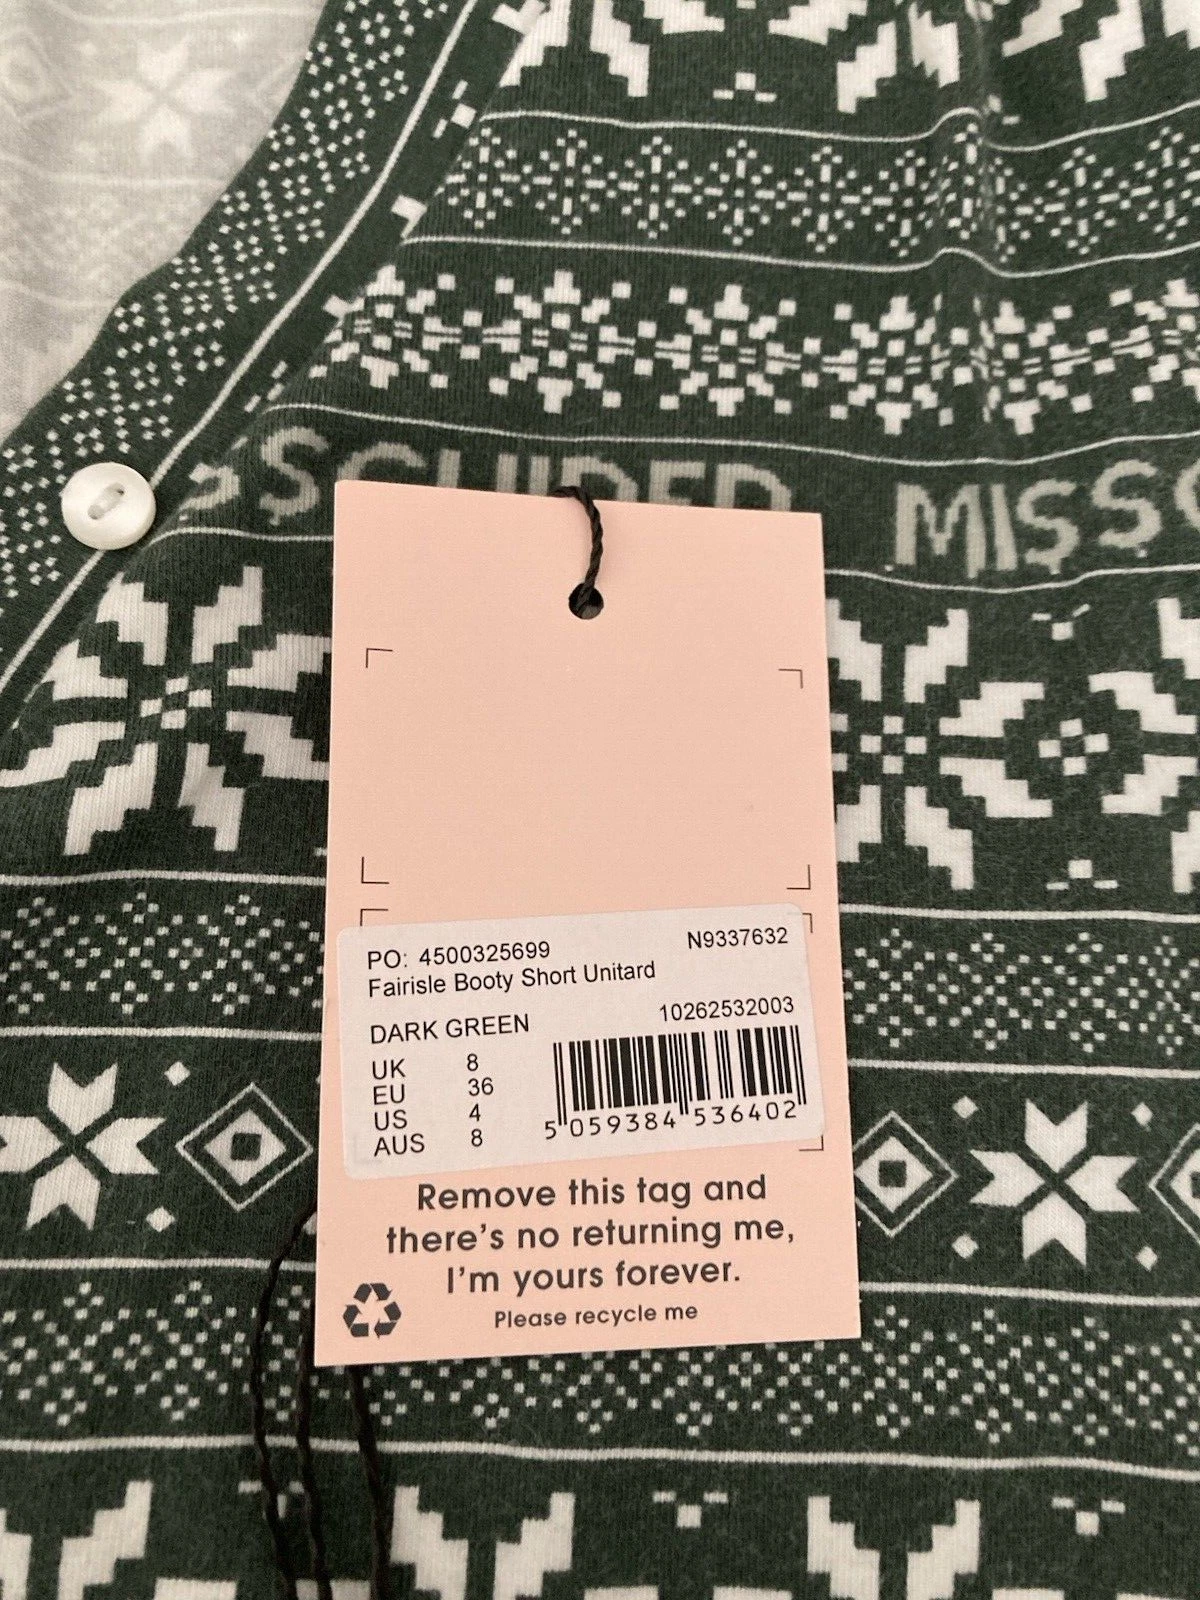 SSGUIDED MISSG
PO: 4500325699 N9337632
Fairisle Booty Short Unitard
DARK GREEN 10262532003
UK 8
EU 36
US 4
AUS 8
5 059384 536402
Remove this tag and
there's no returning me,
I'm yours forever.
Please recycle me